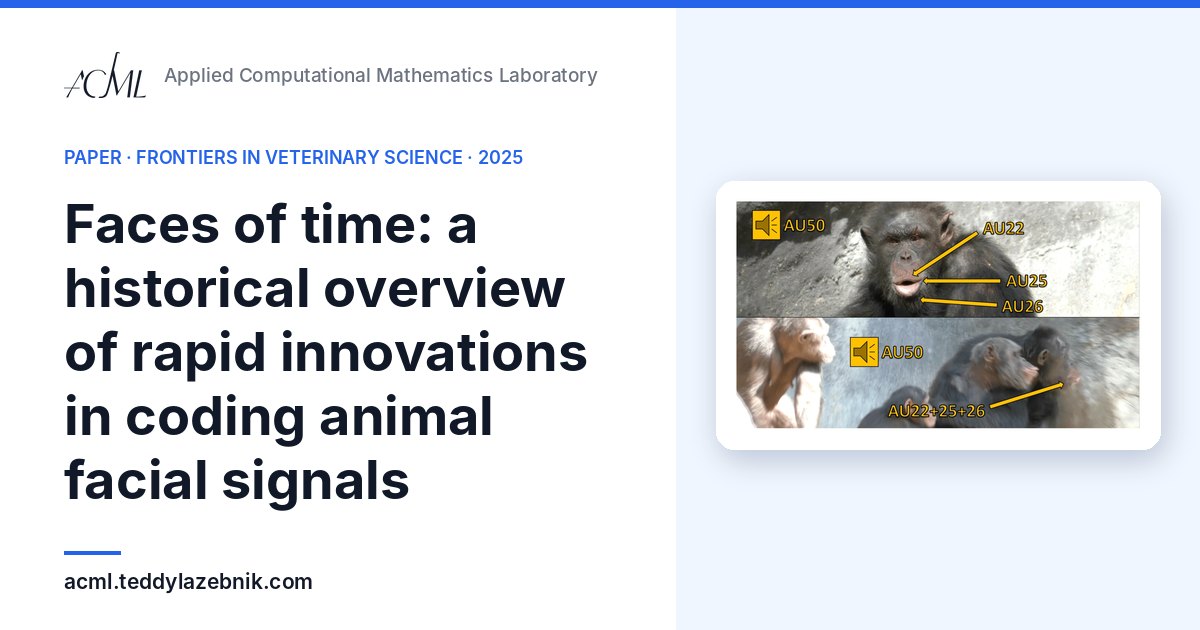 ACML
Applied Computational Mathematics Laboratory
PAPER · FRONTIERS IN VETERINARY SCIENCE · 2025
Faces of time: a
historical overview
of rapid innovations
in coding animal
facial signals
acml.teddylazebnik.com
AU50
AU22
AU25
AU26
AU50
AU22+25+26